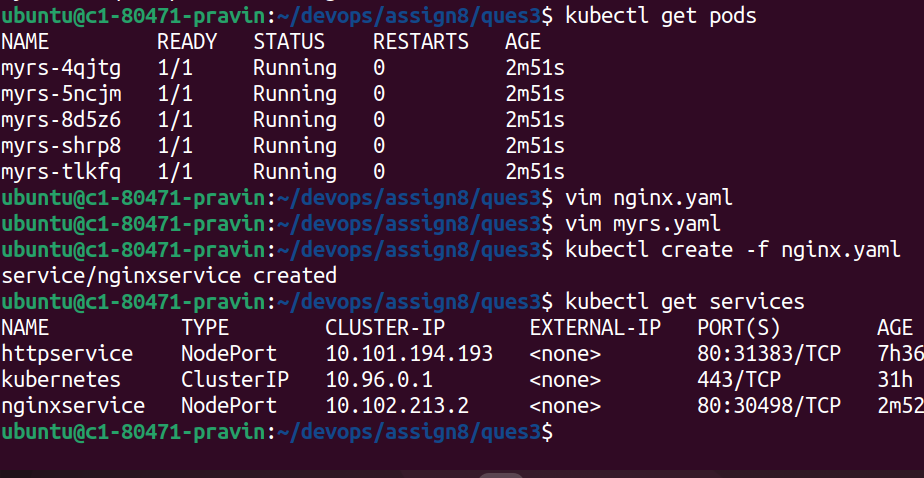 ubuntu@c1-80471-pravin:~/devops/assign8/ques3$ kubectl get pods
NAME READY STATUS RESTARTS AGE
myrs-4qjtg 1/1 Running 0 2m51s
myrs-5ncjm 1/1 Running 0 2m51s
myrs-8d5z6 1/1 Running 0 2m51s
myrs-shrp8 1/1 Running 0 2m51s
myrs-tlkfq 1/1 Running 0 2m51s
ubuntu@c1-80471-pravin:~/devops/assign8/ques3$ vim nginx.yaml
ubuntu@c1-80471-pravin:~/devops/assign8/ques3$ vim myrs.yaml
ubuntu@c1-80471-pravin:~/devops/assign8/ques3$ kubectl create -f nginx.yaml
service/nginxservice created
ubuntu@c1-80471-pravin:~/devops/assign8/ques3$ kubectl get services
NAME TYPE CLUSTER-IP EXTERNAL-IP PORT(S) AGE
httpservice NodePort 10.101.194.193 <none> 80:31383/TCP 7h36
kubernetes ClusterIP 10.96.0.1 <none> 443/TCP 31h
nginxservice NodePort 10.102.213.2 <none> 80:30498/TCP 2m52
ubuntu@c1-80471-pravin:~/devops/assign8/ques3$